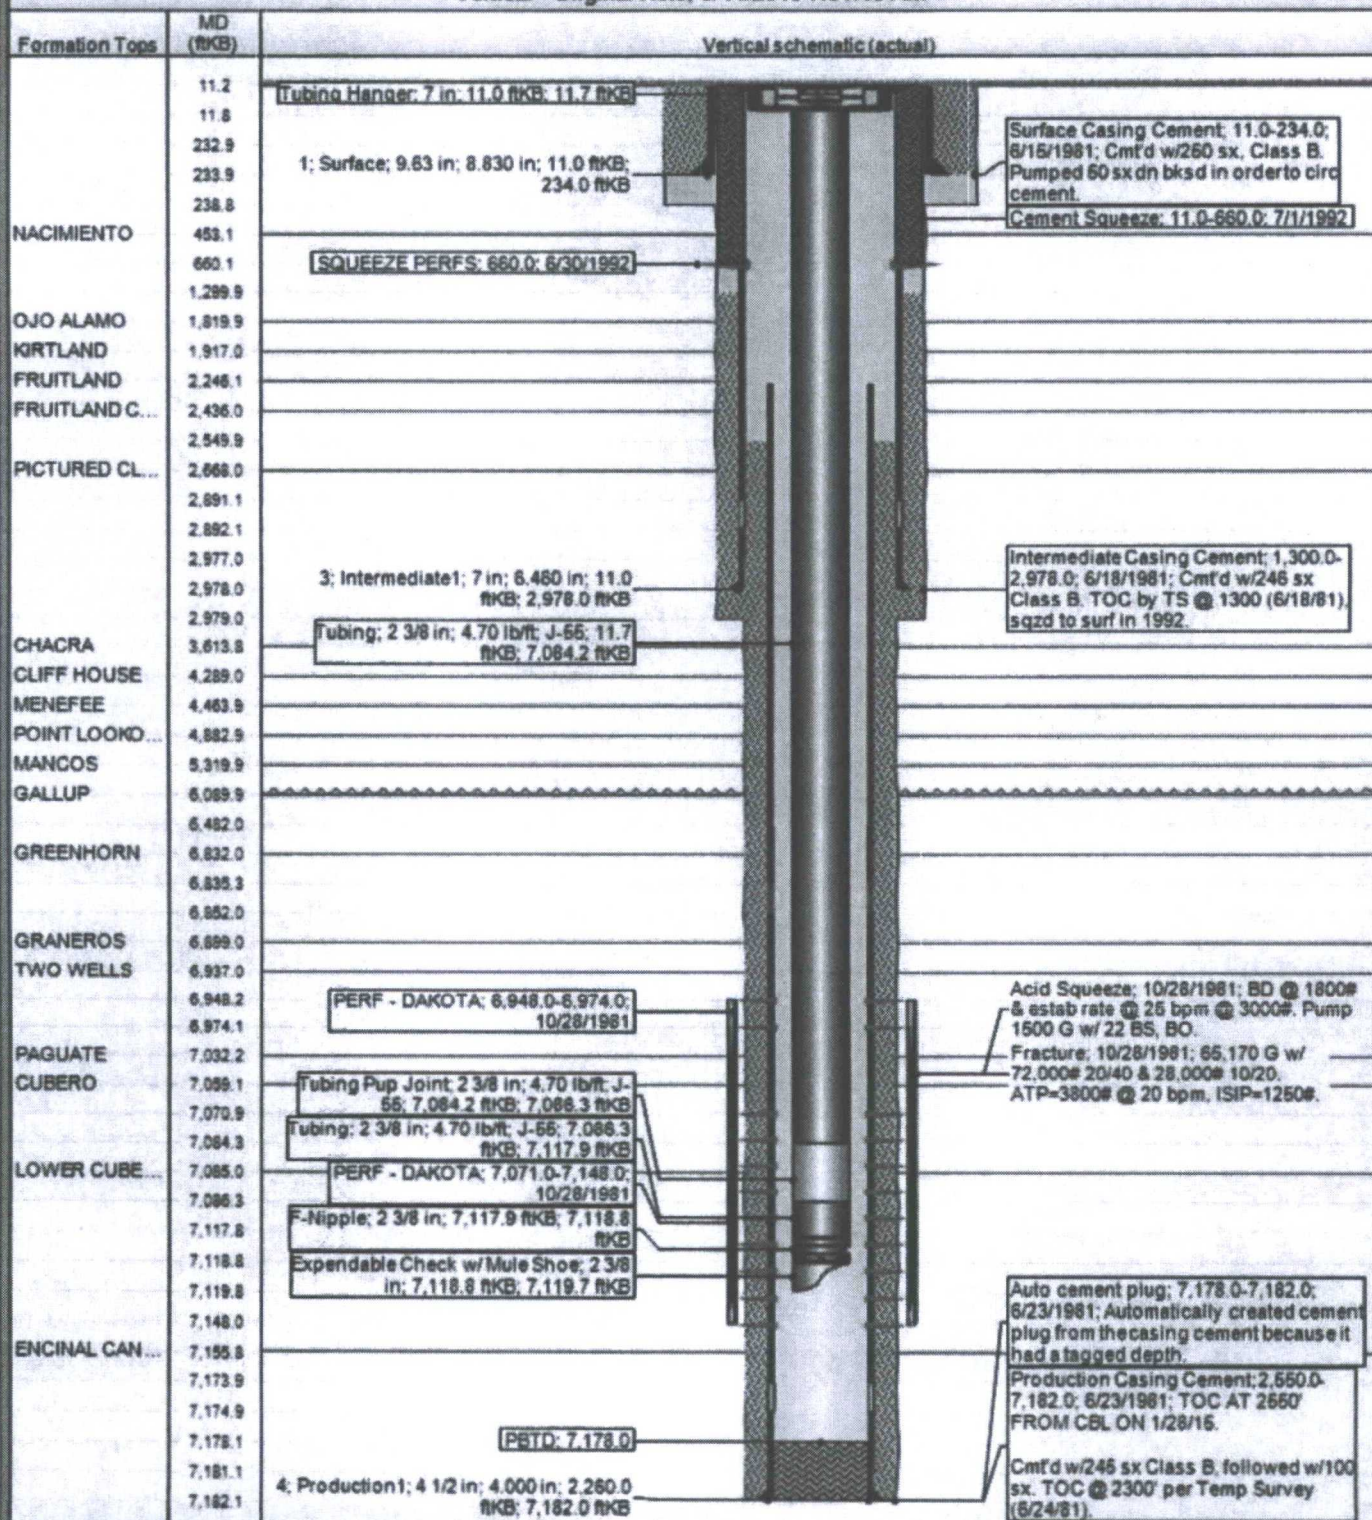 Formation Tops
MD
(ftKB)
Vertical schematic (actual)
11.2
11.8
232.9
233.9
238.8
NACIMIENTO 453.1
660.1
1,299.9
OJO ALAMO 1,819.9
KIRTLAND 1,917.0
FRUITLAND 2,246.1
FRUITLAND C... 2,436.0
2,549.9
PICTURED CL... 2,668.0
2,891.1
2,892.1
2,977.0
2,978.0
2,979.0
CHACRA 3,613.8
CLIFF HOUSE 4,289.0
MENEFEE 4,463.9
POINT LOOKO... 4,882.9
MANCOS 5,319.9
GALLUP 6,089.9
6,482.0
GREENHORN 6,832.0
6,835.3
6,852.0
GRANEROS 6,899.0
TWO WELLS 6,937.0
6,948.2
6,974.1
PAGUATE 7,032.2
CUBERO 7,059.1
7,070.9
7,084.3
LOWER CUBE... 7,085.0
7,086.3
7,117.8
7,118.8
7,119.8
7,148.0
ENCINAL CAN... 7,155.8
7,173.9
7,174.9
7,178.1
7,181.1
7,182.1
Tubing Hanger; 7 in; 11.0 ftKB; 11.7 ftKB
1; Surface; 9.63 in; 8.830 in; 11.0 ftKB;
234.0 ftKB
SQUEEZE PERFS; 660.0; 6/30/1992
3; Intermediate1; 7 in; 6.460 in; 11.0
ftKB; 2,978.0 ftKB
Tubing; 2 3/8 in; 4.70 lb/ft; J-55; 11.7
ftKB; 7,084.2 ftKB
PERF - DAKOTA; 6,948.0-6,974.0;
10/28/1981
Tubing Pup Joint; 2 3/8 in; 4.70 lb/ft; J-
55; 7,084.2 ftKB; 7,086.3 ftKB
Tubing; 2 3/8 in; 4.70 lb/ft; J-55; 7,086.3
ftKB; 7,117.9 ftKB
PERF - DAKOTA; 7,071.0-7,148.0;
10/28/1981
F-Nipple; 2 3/8 in; 7,117.9 ftKB; 7,118.8
ftKB
Expendable Check w/ Mule Shoe; 2 3/8
in; 7,118.8 ftKB; 7,119.7 ftKB
PBTD; 7,178.0
4; Production1; 4 1/2 in; 4.000 in; 2,260.0
ftKB; 7,182.0 ftKB
Surface Casing Cement; 11.0-234.0;
6/15/1981; Cmt'd w/250 sx, Class B.
Pumped 50 sx dn bksd in orderto circ
cement.
Cement Squeeze; 11.0-660.0; 7/1/1992
Intermediate Casing Cement; 1,300.0-
2,978.0; 6/18/1981; Cmt'd w/245 sx
Class B. TOC by TS @ 1300 (6/18/81),
sqzd to surf in 1992.
Acid Squeeze; 10/28/1981; BD @ 1800#
& estab rate @ 25 bpm @ 3000#. Pump
1500 G w/ 22 BS, BO.
Fracture; 10/28/1981; 65,170 G w/
72,000# 20/40 & 28,000# 10/20.
ATP=3800# @ 20 bpm, ISIP=1250#.
Auto cement plug; 7,178.0-7,182.0;
6/23/1981; Automatically created cement
plug from the casing cement because it
had a tagged depth.
Production Casing Cement; 2,550.0-
7,182.0; 6/23/1981; TOC AT 2550'
FROM CBL ON 1/28/15.
Cmt'd w/245 sx Class B, followed w/100
sx. TOC @ 2300' per Temp Survey
(6/24/81).